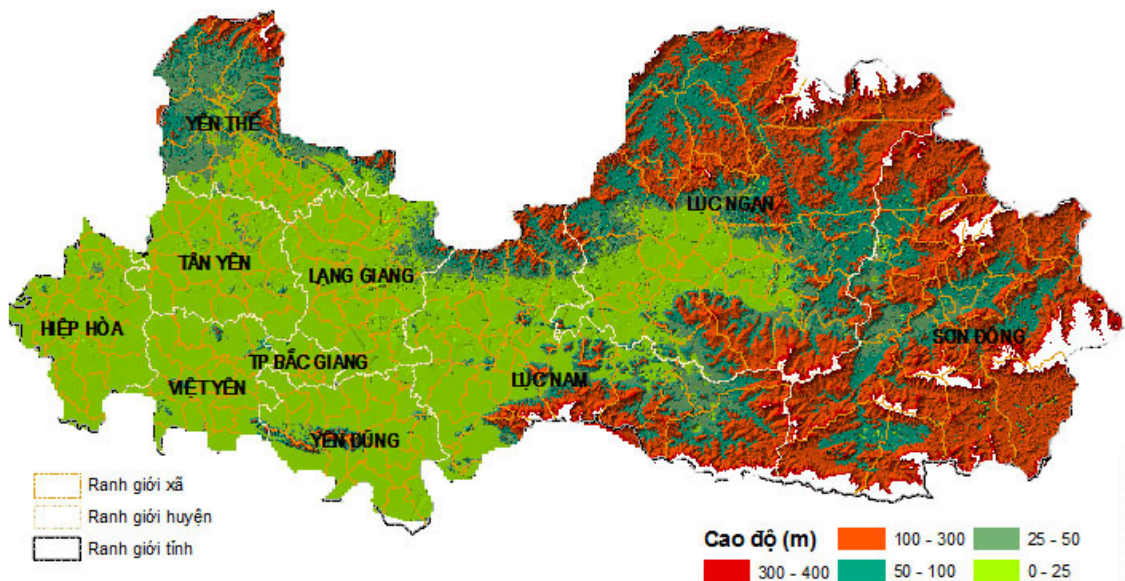 YÊN THẾ
LỤC NGẠN
TÂN YÊN
LẠNG GIANG
HIỆP HÒA
SƠN ĐỘNG
TP BẮC GIANG
VIỆT YÊN
LỤC NAM
YÊN DŨNG
Ranh giới xã
Ranh giới huyện
Ranh giới tỉnh
Cao độ (m)
100 - 300
25 - 50
300 - 400
50 - 100
0 - 25